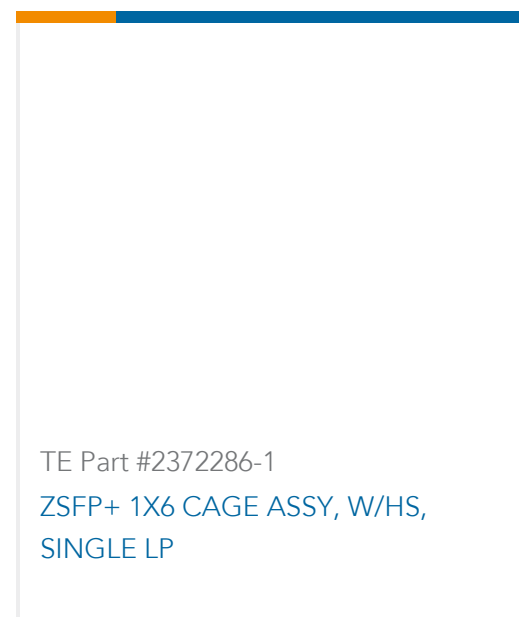 TE Part #2372286-1
ZSFP+ 1X6 CAGE ASSY, W/HS,
SINGLE LP